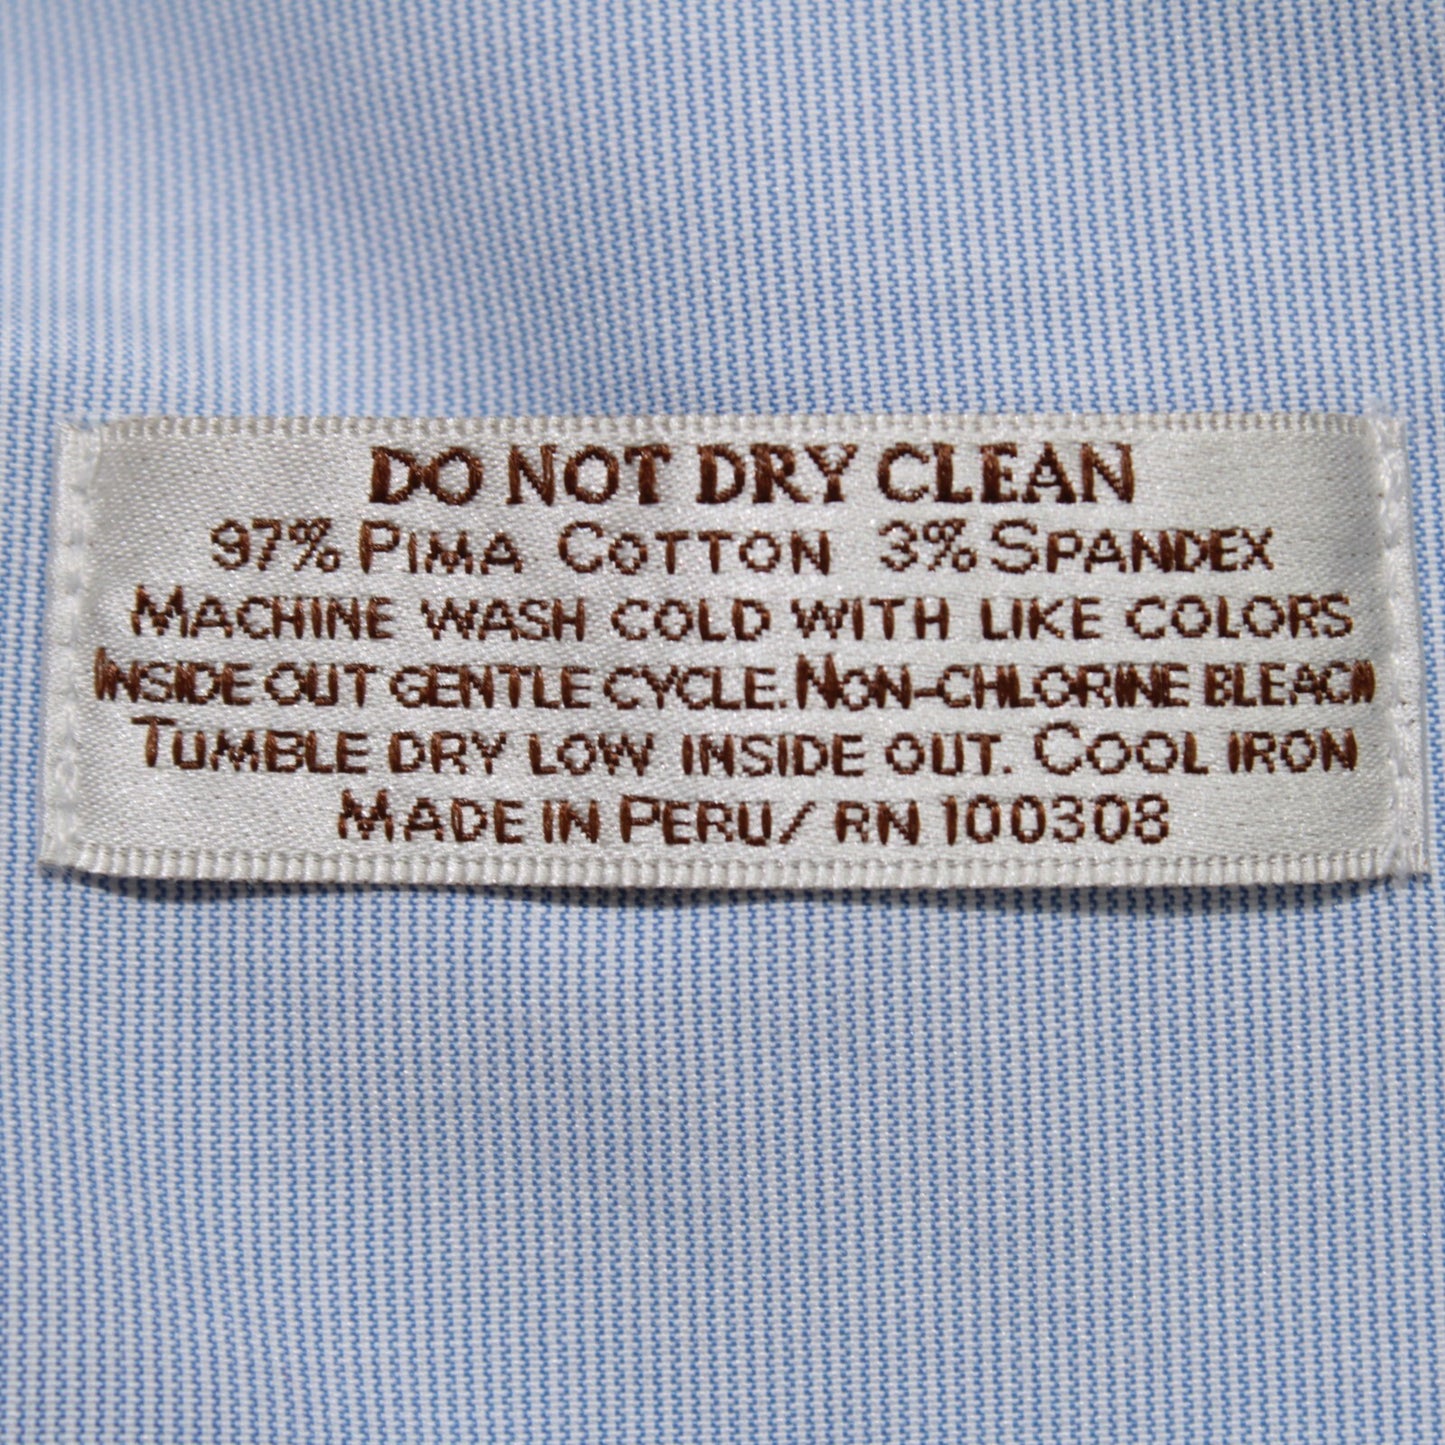 DO NOT DRY CLEAN
97% PIMA COTTON 3% SPANDEX
MACHINE WASH COLD WITH LIKE COLORS
INSIDE OUT GENTLE CYCLE. NON-CHLORINE BLEACH
TUMBLE DRY LOW INSIDE OUT. COOL IRON
MADE IN PERU/ RN 100308